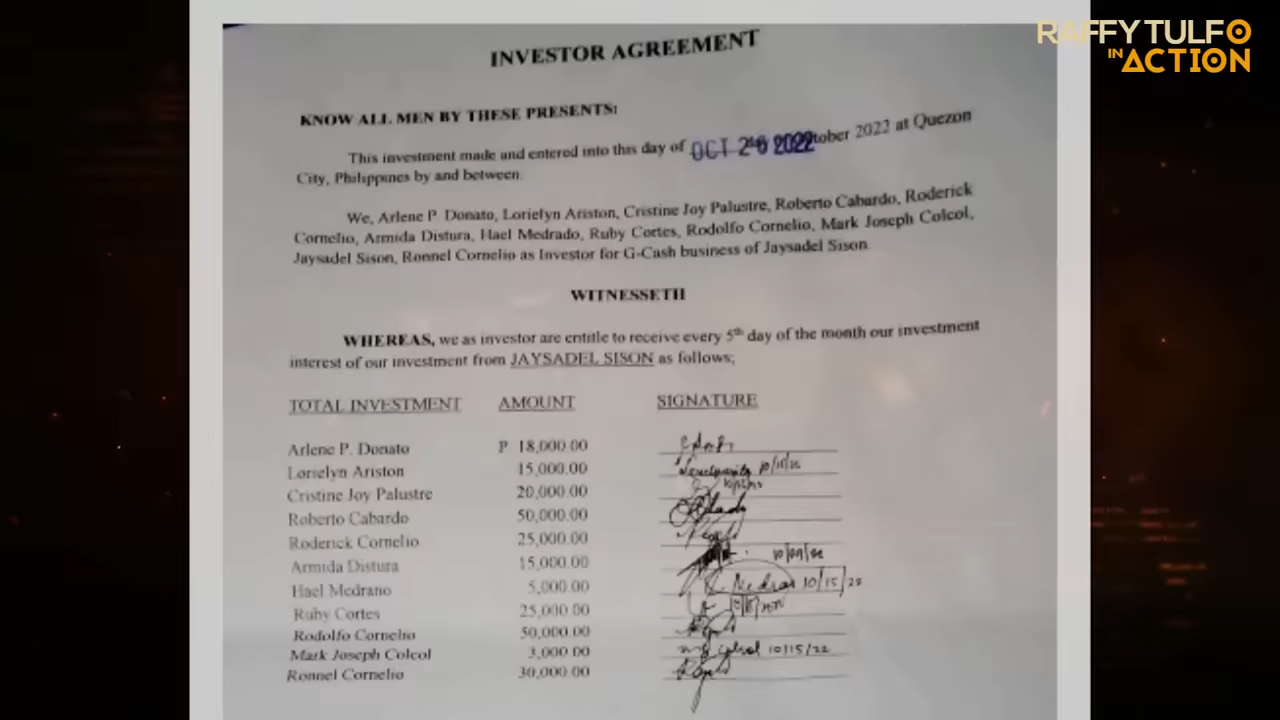 RAFFY TULFO
IN ACTION
INVESTOR AGREEMENT
KNOW ALL MEN BY THESE PRESENTS:
This investment made and entered into this day of OCT 26 2022 tober 2022 at Quezon
City, Philippines by and between.
We, Arlene P. Donato, Lorielyn Ariston, Cristine Joy Palustre, Roberto Cabardo, Roderick
Cornelio, Armida Distura, Hael Medrado, Ruby Cortes, Rodolfo Cornelio, Mark Joseph Colcol,
Jaysadel Sison, Ronnel Cornelio as Investor for G-Cash business of Jaysadel Sison.
WITNESSETH
WHEREAS, we as investor are entitle to receive every 5th day of the month our investment
interest of our investment from JAYSADEL SISON as follows;
TOTAL INVESTMENT AMOUNT SIGNATURE
Arlene P. Donato P 18,000.00
Lorielyn Ariston 15,000.00
Cristine Joy Palustre 20,000.00
Roberto Cabardo 50,000.00
Roderick Cornelio 25,000.00
Armida Distura 15,000.00 10/09/22
Hael Medrano 5,000.00 10/15/22
Ruby Cortes 25,000.00
Rodolfo Cornelio 50,000.00
Mark Joseph Colcol 3,000.00 10/15/22
Ronnel Cornelio 30,000.00